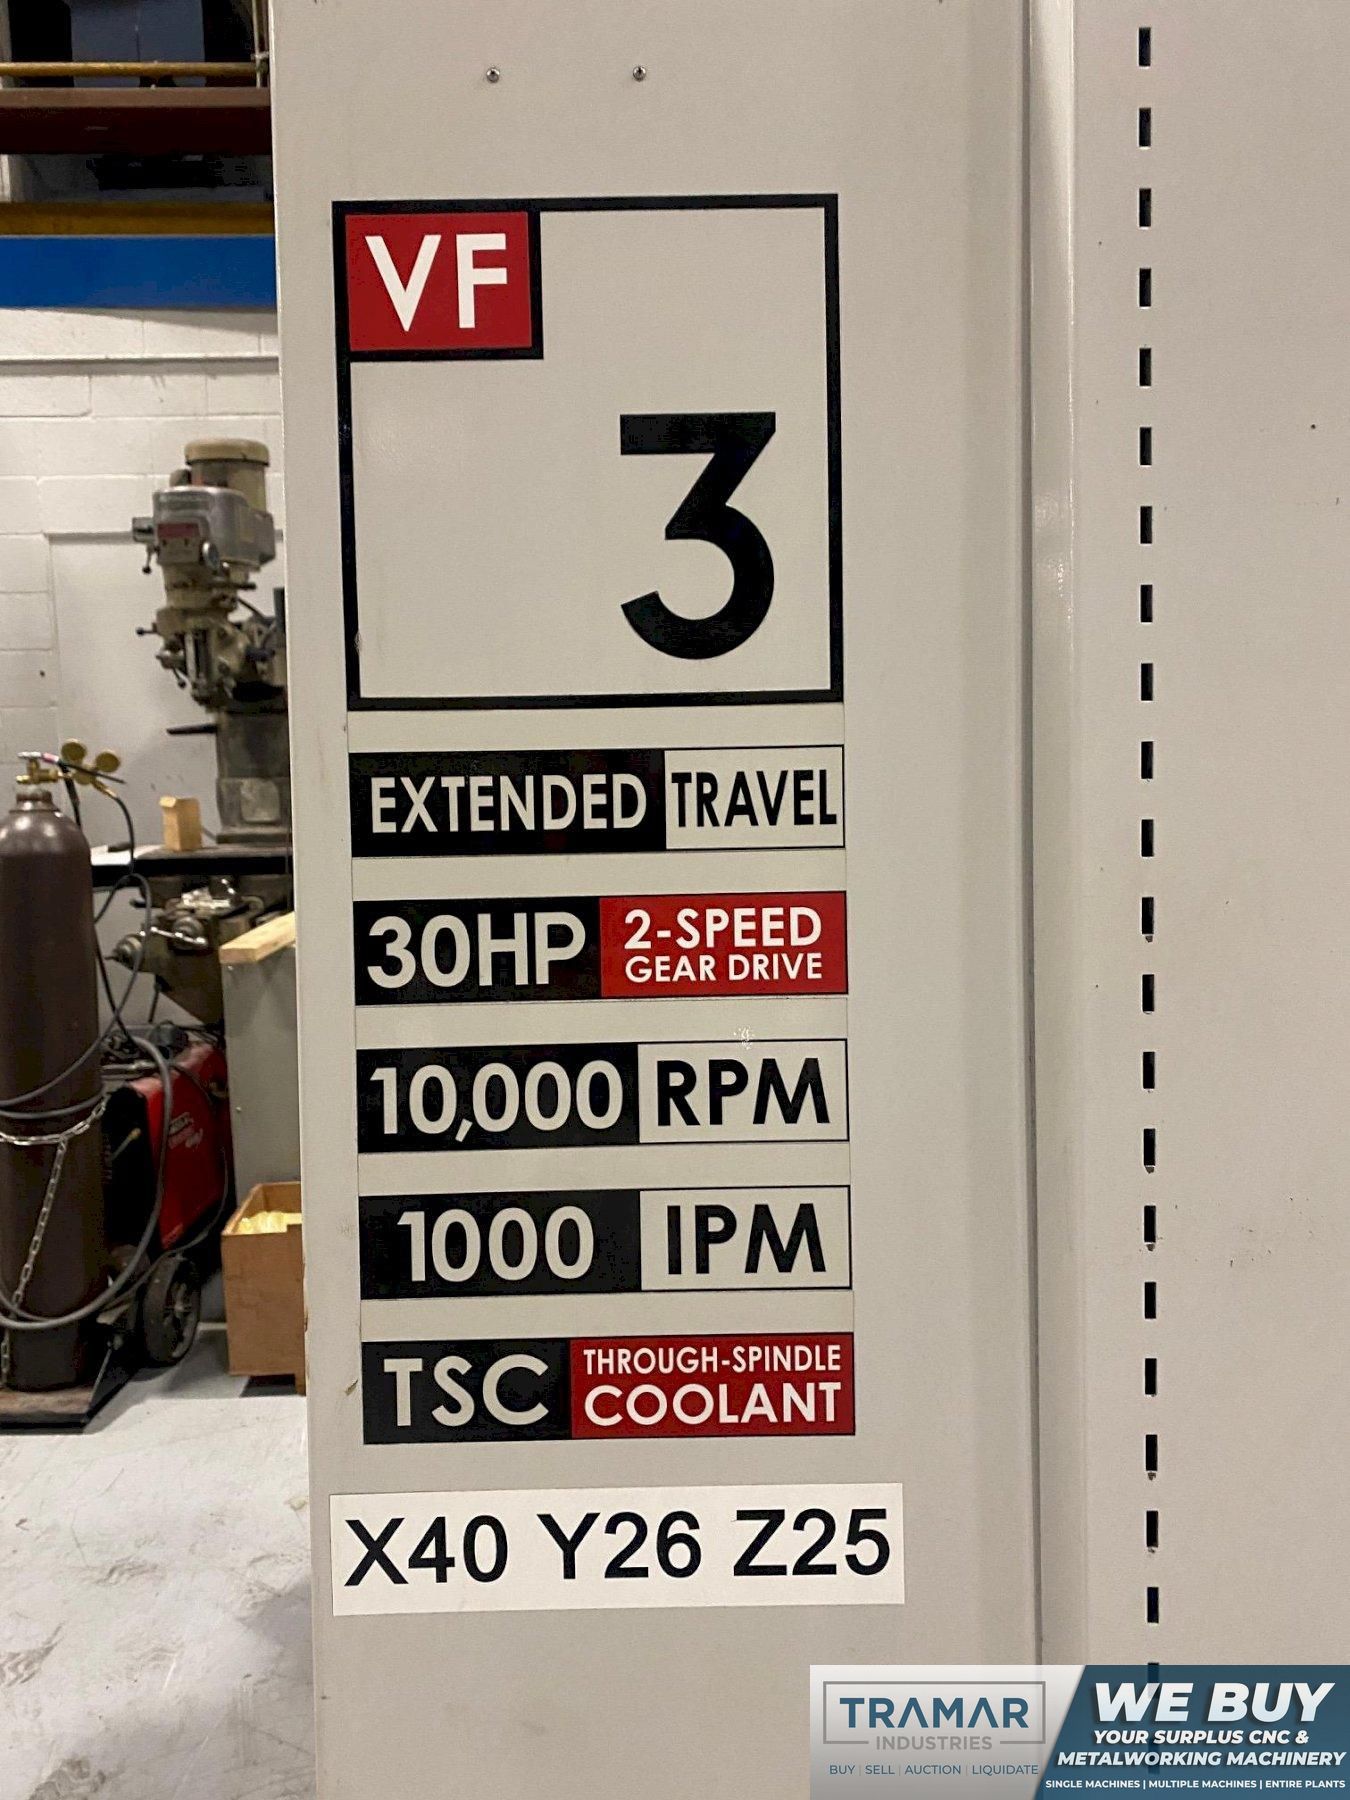 VF
3
EXTENDED TRAVEL
30HP 2-SPEED
GEAR DRIVE
10,000 RPM
1000 IPM
TSC THROUGH-SPINDLE
COOLANT
X40 Y26 Z25
TRAMAR
INDUSTRIES
BUY | SELL | AUCTION | LIQUIDATE
WE BUY
YOUR SURPLUS CNC &
METALWORKING MACHINERY
SINGLE MACHINES | MULTIPLE MACHINES | ENTIRE PLANTS